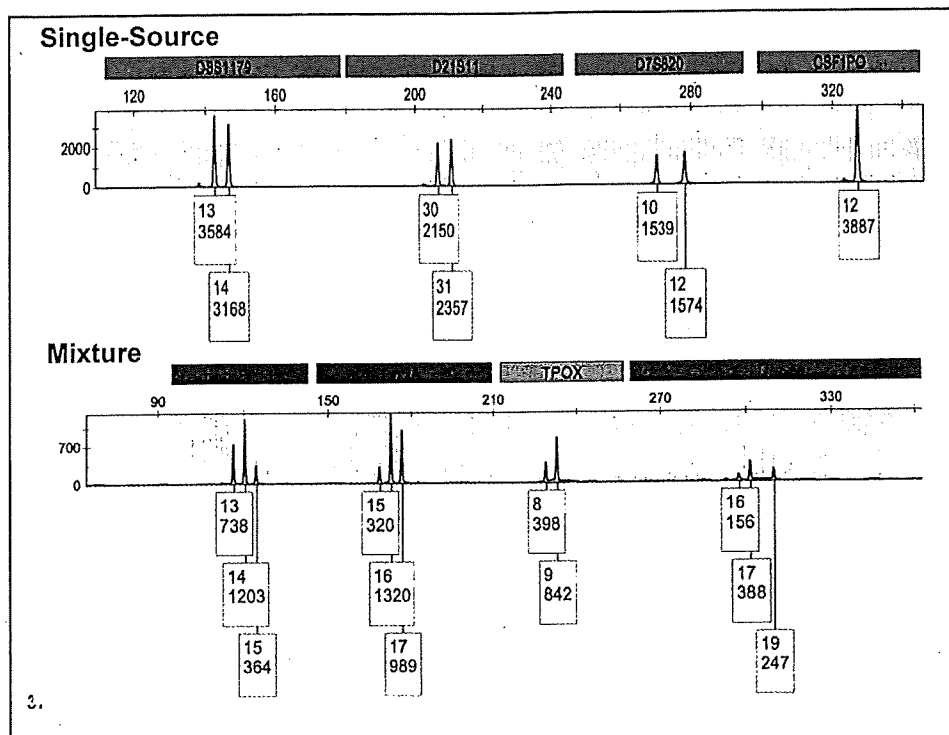 Single-Source
D8S1179 D21S11 D7S820 CSF1PO
120 160 200 240 280 320
2000
0
13 30 10 12
3584 2150 1539 3887
14 31 12
3168 2357 1574
Mixture
TPOX
90 150 210 270 330
700
0
13 15 8 16
738 320 398 156
14 16 9 17
1203 1320 842 388
15 17 19
364 989 247